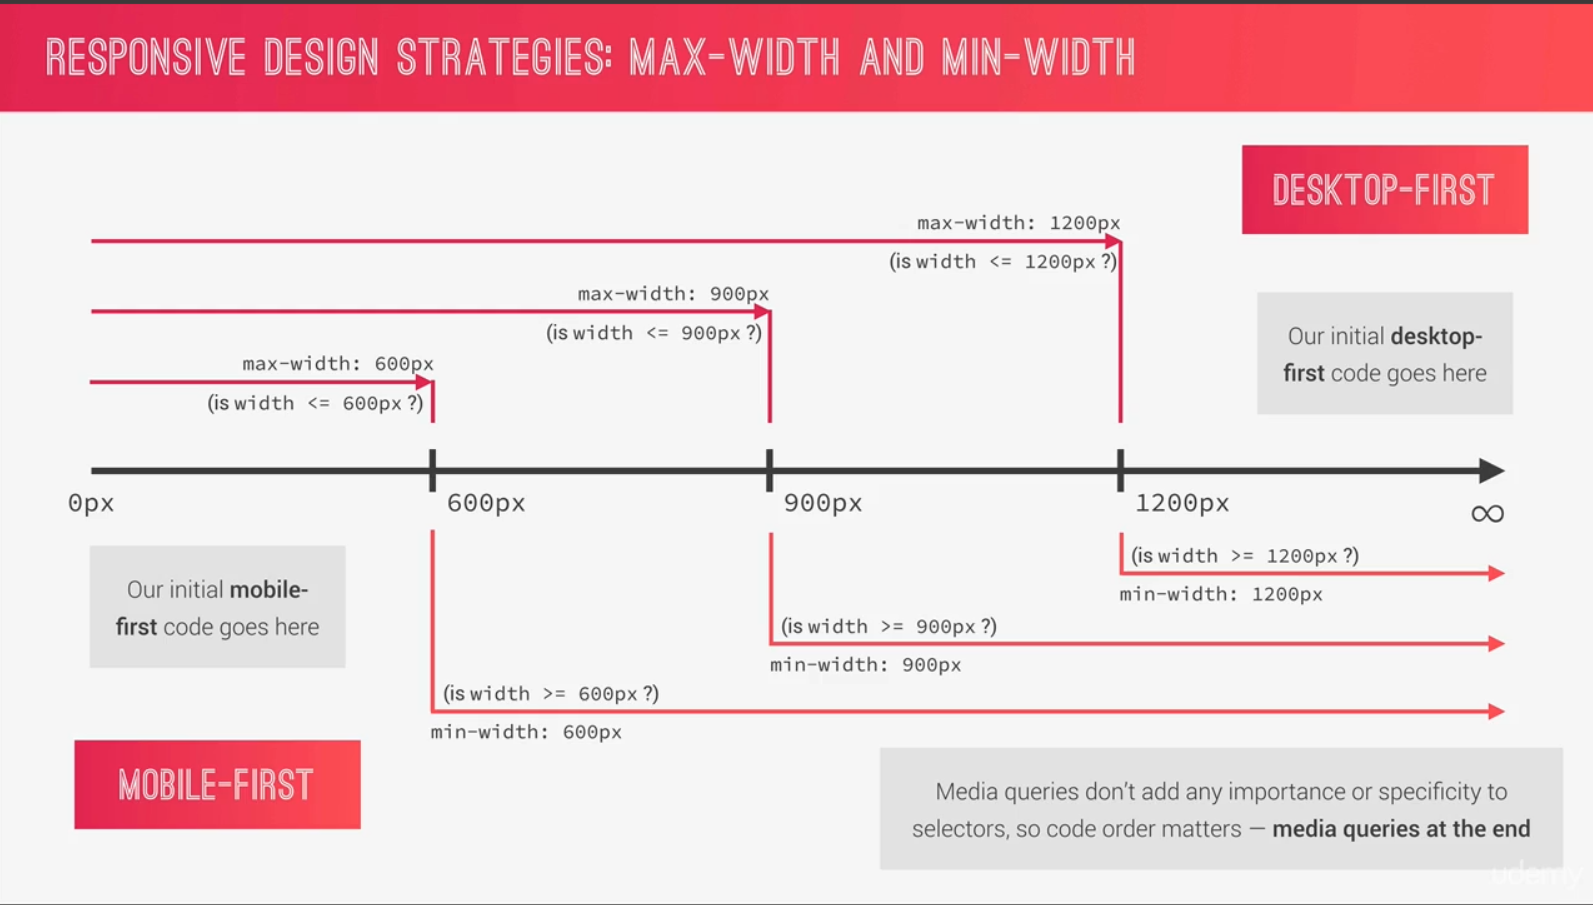 RESPONSIVE DESIGN STRATEGIES: MAX-WIDTH AND MIN-WIDTH
DESKTOP-FIRST
max-width: 1200px
(is width <= 1200px ?)
max-width: 900px
(is width <= 900px ?)
max-width: 600px
(is width <= 600px ?)
Our initial desktop-
first code goes here
0px
600px
900px
1200px
∞
Our initial mobile-
first code goes here
(is width >= 1200px ?)
min-width: 1200px
(is width >= 900px ?)
min-width: 900px
(is width >= 600px ?)
min-width: 600px
MOBILE-FIRST
Media queries don't add any importance or specificity to
selectors, so code order matters — media queries at the end
udemy